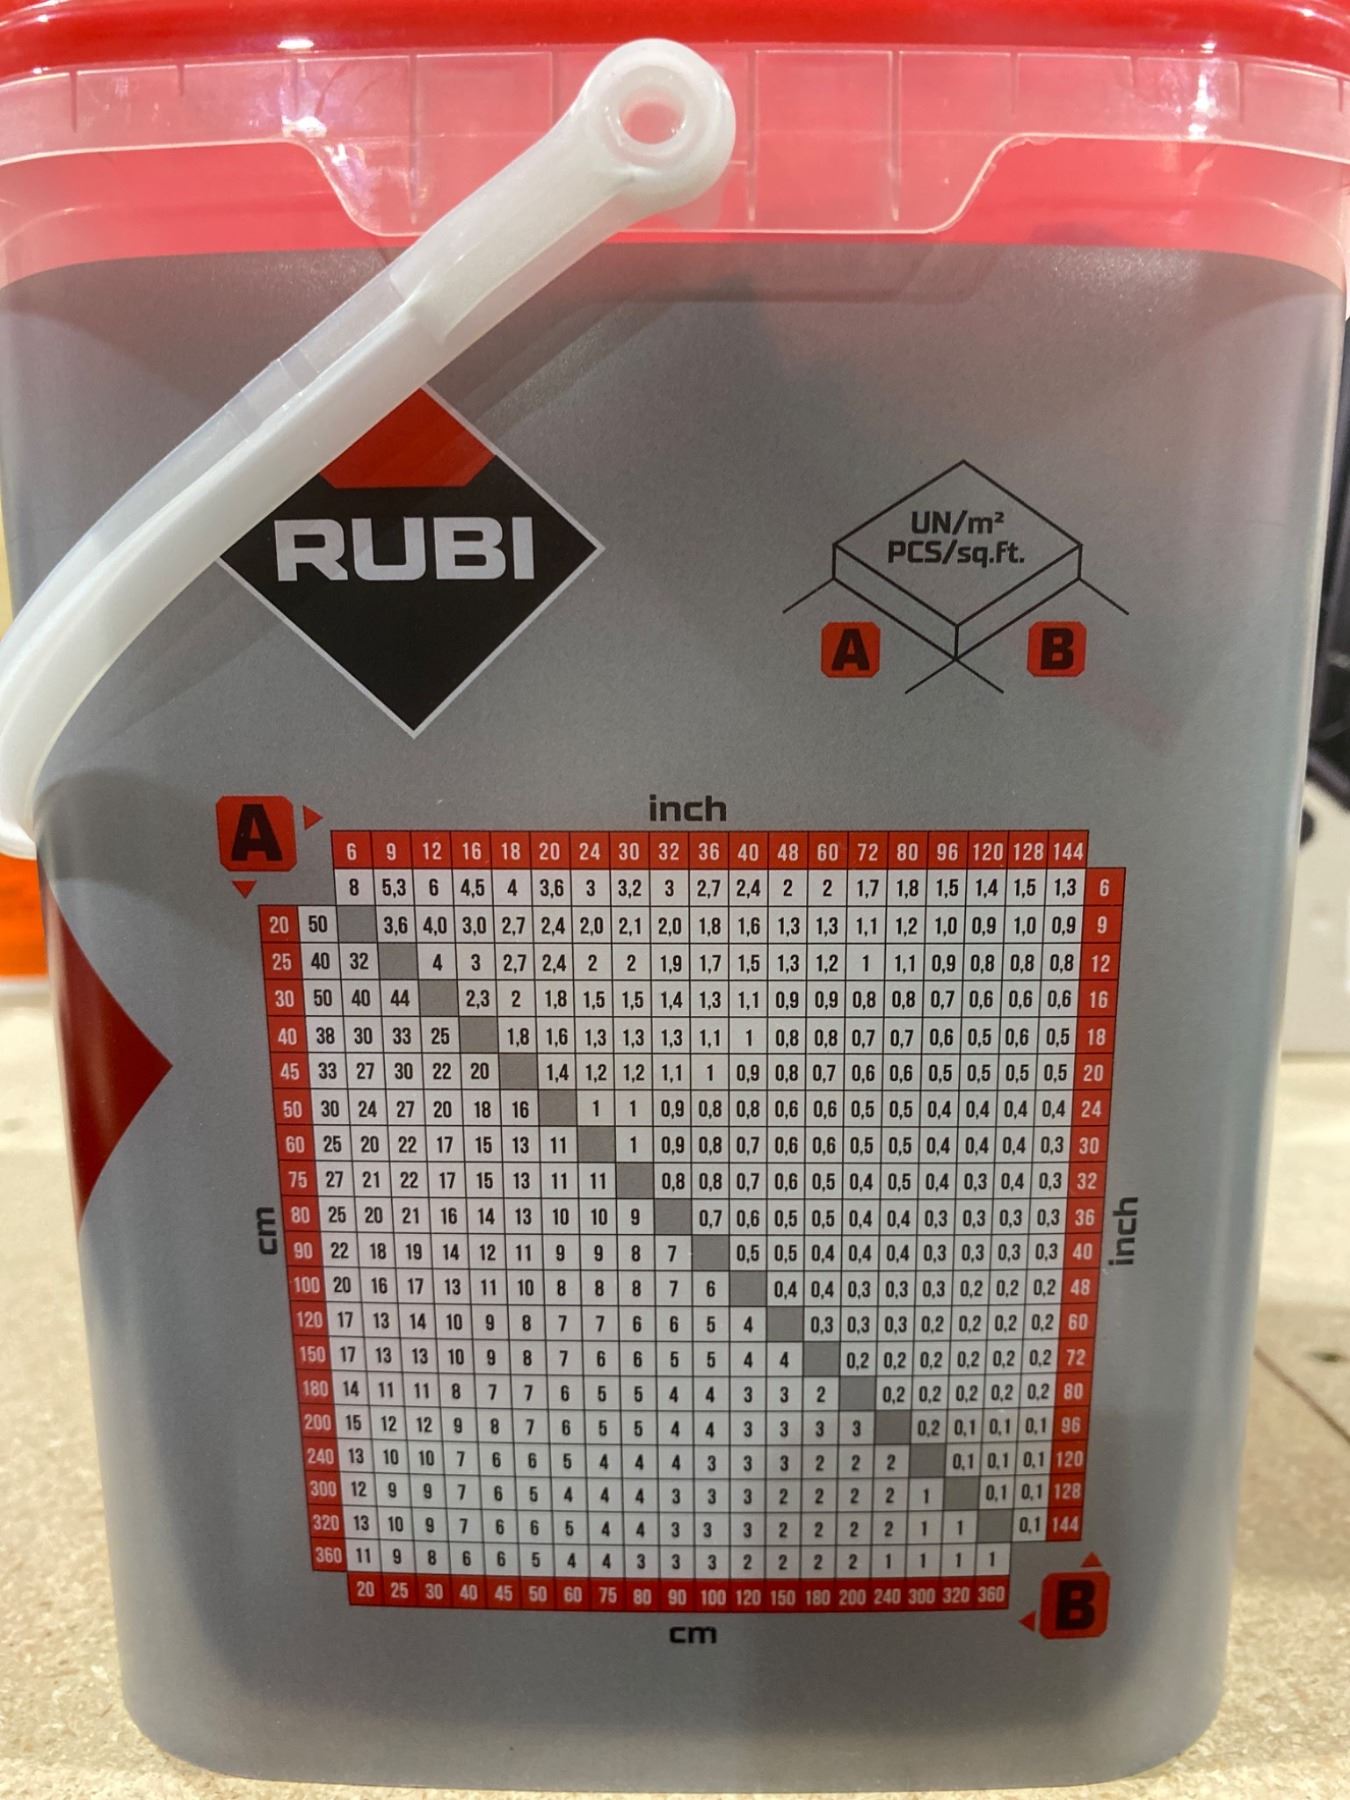 RUBI
UN/m²
PCS/sq.ft.
A B
inch
A
6 9 12 16 18 20 24 30 32 36 40 48 60 72 80 96 120 128 144
8 5,3 6 4,5 4 3,6 3 3,2 3 2,7 2,4 2 2 1,7 1,8 1,5 1,4 1,5 1,3 6
20 50 3,6 4,0 3,0 2,7 2,4 2,0 2,1 2,0 1,8 1,6 1,3 1,3 1,1 1,2 1,0 0,9 1,0 0,9 9
25 40 32 4 3 2,7 2,4 2 2 1,9 1,7 1,5 1,3 1,2 1 1,1 0,9 0,8 0,8 0,8 12
30 50 40 44 2,3 2 1,8 1,5 1,5 1,4 1,3 1,1 0,9 0,9 0,8 0,8 0,7 0,6 0,6 0,6 16
40 38 30 33 25 1,8 1,6 1,3 1,3 1,3 1,1 1 0,8 0,8 0,7 0,7 0,6 0,5 0,6 0,5 18
45 33 27 30 22 20 1,4 1,2 1,2 1,1 1 0,9 0,8 0,7 0,6 0,6 0,5 0,5 0,5 0,5 20
50 30 24 27 20 18 16 1 1 0,9 0,8 0,8 0,6 0,6 0,5 0,5 0,4 0,4 0,4 0,4 24
60 25 20 22 17 15 13 11 1 0,9 0,8 0,7 0,6 0,6 0,5 0,5 0,4 0,4 0,4 0,3 30
75 27 21 22 17 15 13 11 11 0,8 0,8 0,7 0,6 0,5 0,4 0,5 0,4 0,3 0,4 0,3 32
80 25 20 21 16 14 13 10 10 9 0,7 0,6 0,5 0,5 0,4 0,4 0,3 0,3 0,3 0,3 36
cm
inch
90 22 18 19 14 12 11 9 9 8 7 0,5 0,5 0,4 0,4 0,4 0,3 0,3 0,3 0,3 40
100 20 16 17 13 11 10 8 8 8 7 6 0,4 0,4 0,3 0,3 0,3 0,2 0,2 0,2 48
120 17 13 14 10 9 8 7 7 6 6 5 4 0,3 0,3 0,3 0,2 0,2 0,2 0,2 60
150 17 13 13 10 9 8 7 6 6 5 5 4 4 0,2 0,2 0,2 0,2 0,2 0,2 72
180 14 11 11 8 7 7 6 5 5 4 4 3 3 2 0,2 0,2 0,2 0,2 0,2 80
200 15 12 12 9 8 7 6 5 5 4 4 3 3 3 3 0,2 0,1 0,1 0,1 96
240 13 10 10 7 6 6 5 4 4 4 3 3 3 2 2 2 0,1 0,1 0,1 120
300 12 9 9 7 6 5 4 4 4 3 3 3 2 2 2 2 1 0,1 0,1 128
320 13 10 9 7 6 6 5 4 4 3 3 3 2 2 2 2 1 1 0,1 144
360 11 9 8 6 6 5 4 4 3 3 3 2 2 2 2 1 1 1 1
20 25 30 40 45 50 60 75 80 90 100 120 150 180 200 240 300 320 360
B
cm